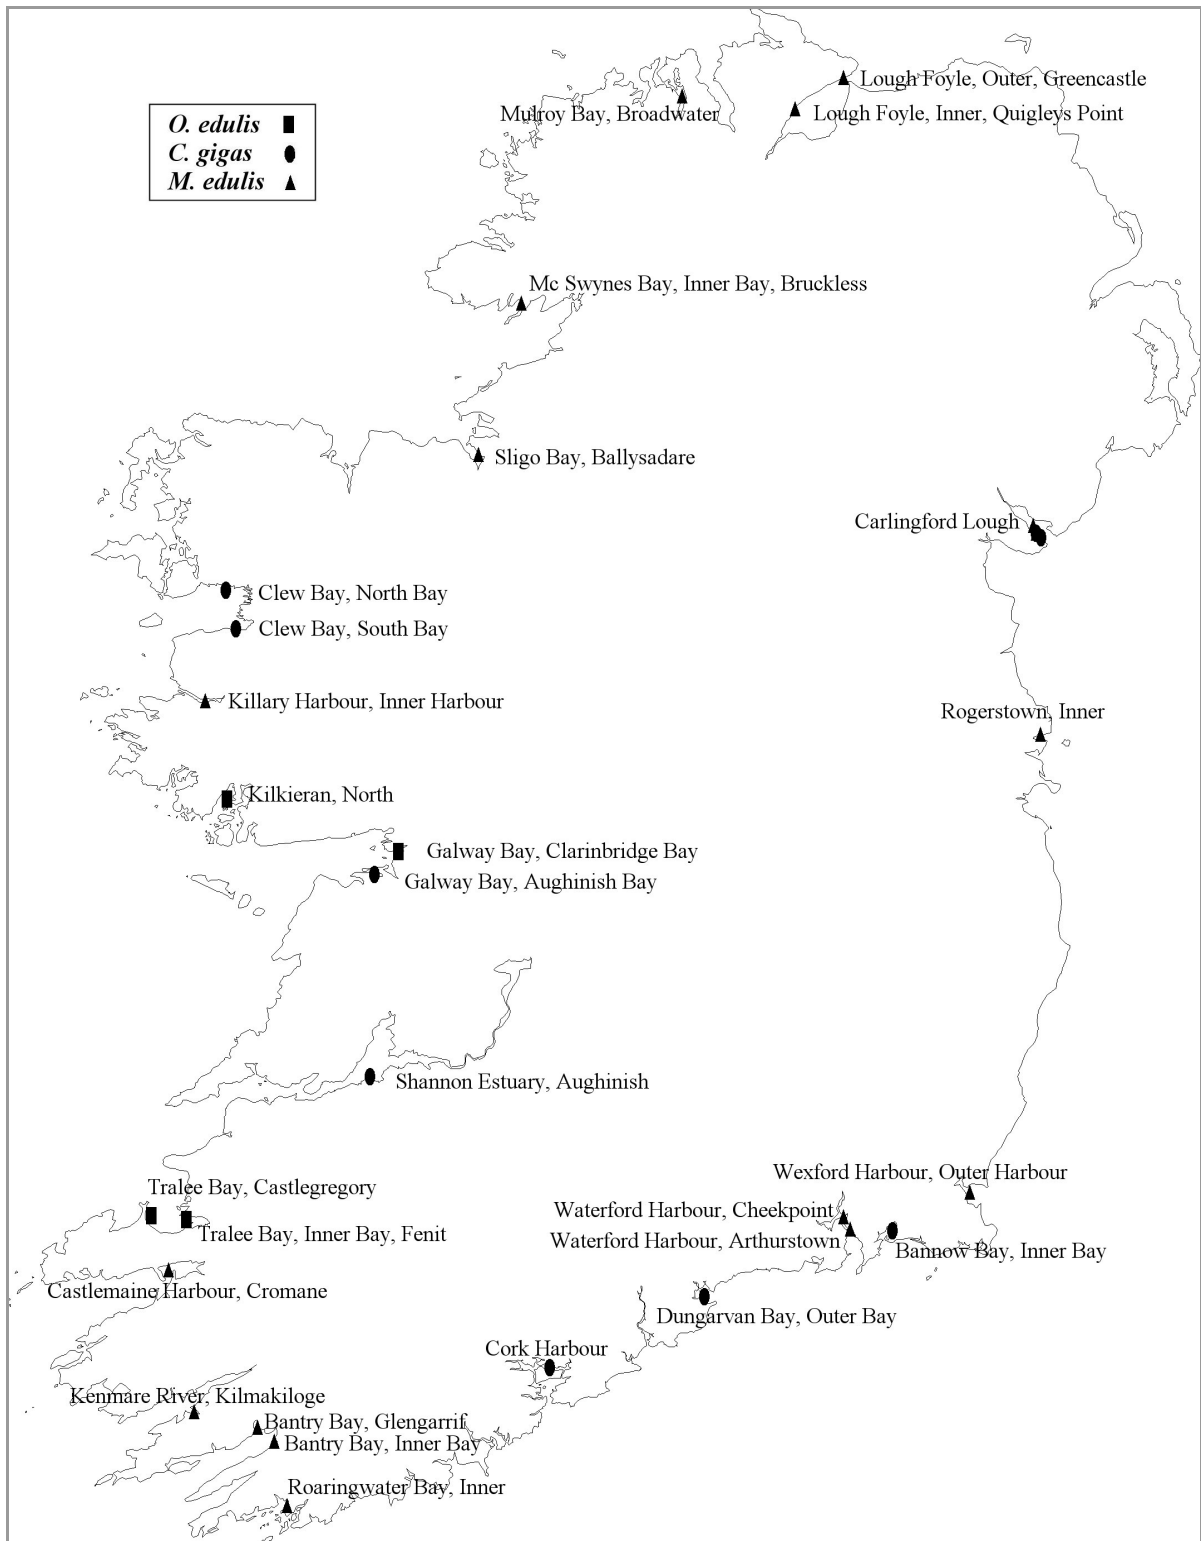 Lough Foyle, Outer, Greencastle
Mulroy Bay, Broadwater
Lough Foyle, Inner, Quigleys Point
O. edulis
C. gigas
M. edulis
Mc Swynes Bay, Inner Bay, Bruckless
Sligo Bay, Ballysadare
Carlingford Lough
Clew Bay, North Bay
Clew Bay, South Bay
Killary Harbour, Inner Harbour
Rogerstown, Inner
Kilkieran, North
Galway Bay, Clarinbridge Bay
Galway Bay, Aughinish Bay
Shannon Estuary, Aughinish
Wexford Harbour, Outer Harbour
Tralee Bay, Castlegregory
Waterford Harbour, Cheekpoint
Tralee Bay, Inner Bay, Fenit
Waterford Harbour, Arthurstown
Bannow Bay, Inner Bay
Castlemaine Harbour, Cromane
Dungarvan Bay, Outer Bay
Cork Harbour
Kenmare River, Kilmakiloge
Bantry Bay, Glengarrif
Bantry Bay, Inner Bay
Roaringwater Bay, Inner